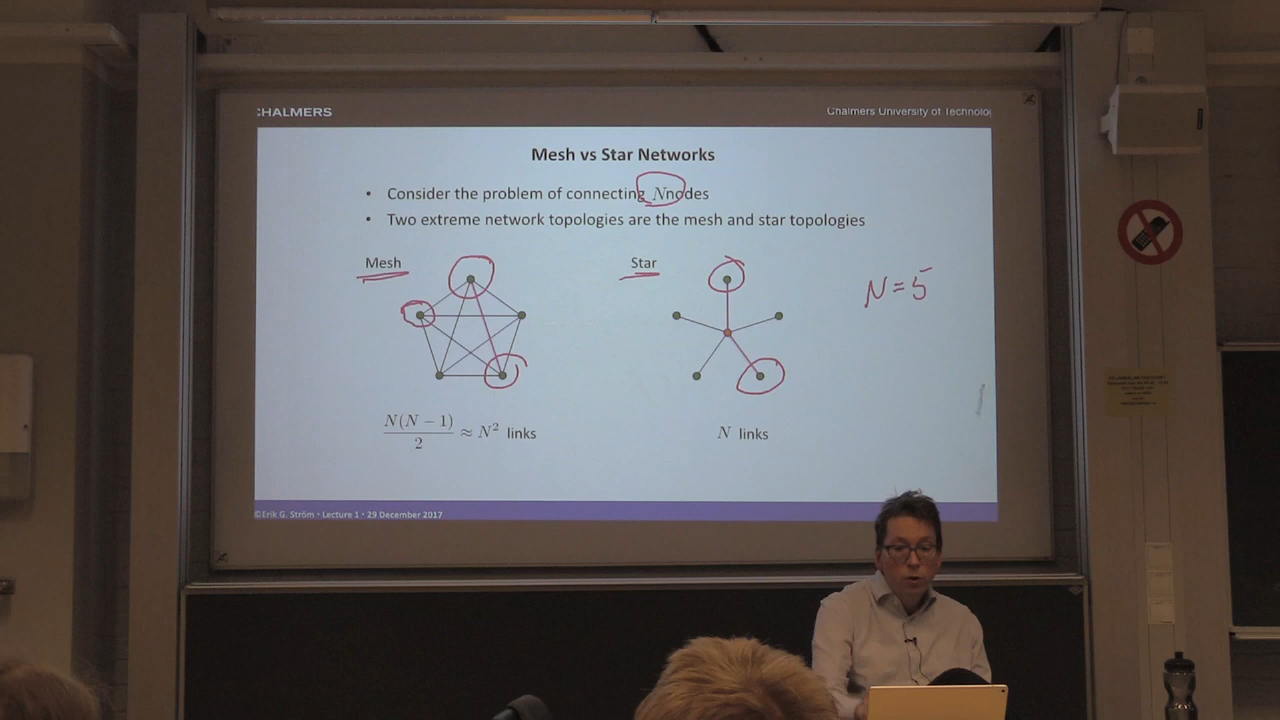 CHALMERS
Chalmers University of Technolo
Mesh vs Star Networks
• Consider the problem of connecting N nodes
• Two extreme network topologies are the mesh and star topologies
Mesh
Star
N=5
N(N − 1)
2
≈ N² links
N links
©Erik G. Ström • Lecture 1 • 29 December 2017